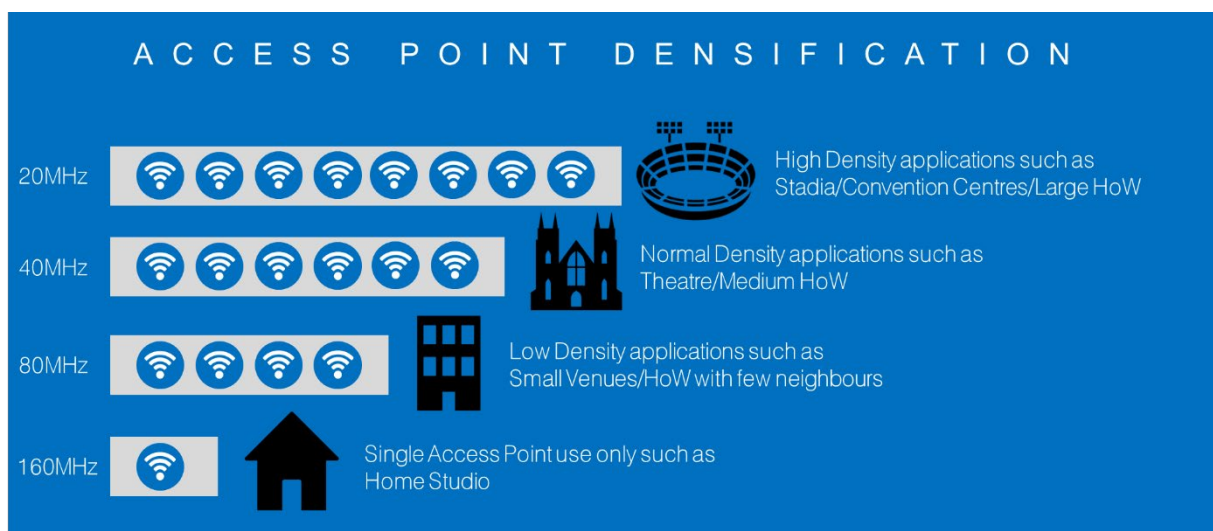 ACCESS POINT DENSIFICATION
20MHz
High Density applications such as
Stadia/Convention Centres/Large HoW
40MHz
Normal Density applications such as
Theatre/Medium HoW
80MHz
Low Density applications such as
Small Venues/HoW with few neighbours
160MHz
Single Access Point use only such as
Home Studio